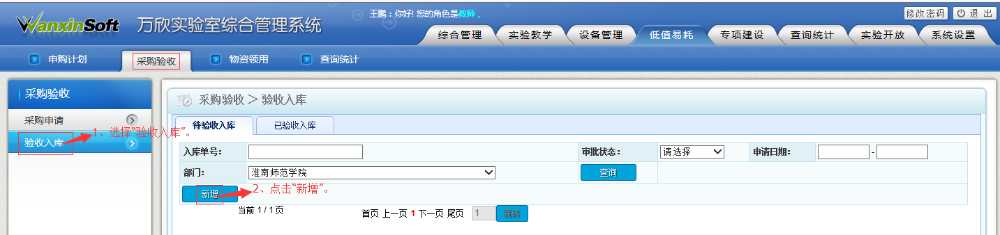 WanxinSoft 万欣实验室综合管理系统
王鹏：你好! 您的角色是教师，
修改密码 退 出
综合管理 实验教学 设备管理 低值易耗 专项建设 查询统计 实验开放 系统设置
申购计划 采购验收 物资领用 查询统计
采购验收
采购申请
验收入库
1、选择“验收入库”。
采购验收 > 验收入库
待验收入库 已验收入库
入库单号： 审批状态： 请选择 申请日期： -
部门： 淮南师范学院 查询
新增
2、点击“新增”。
当前 1 / 1 页 首页 上一页 1 下一页 尾页 1 跳转